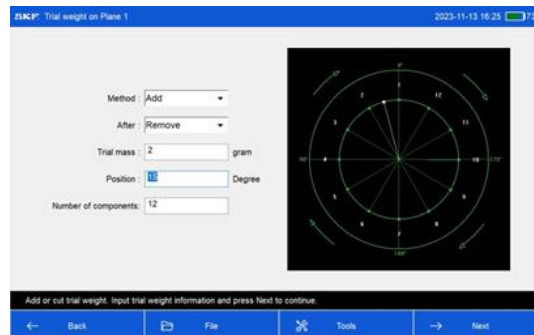 SKF Trial weight on Plane 1
2023-11-13 16:25
Method : Add
After : Remove
Trial mass : 2 gram
Position : 15 Degree
Number of components: 12
0°
1
2
12
3
11
90°
4
10
270°
5
9
6
8
7
180°
Add or cut trial weight. Input trial weight information and press Next to continue.
Back
File
Tools
Next